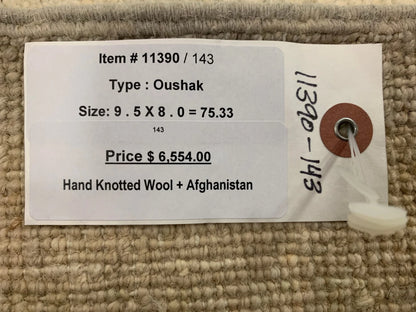 Item # 11390 / 143
Type : Oushak
Size: 9 . 5 X 8 . 0 = 75.33
143
Price $ 6,554.00
Hand Knotted Wool + Afghanistan
11390-143